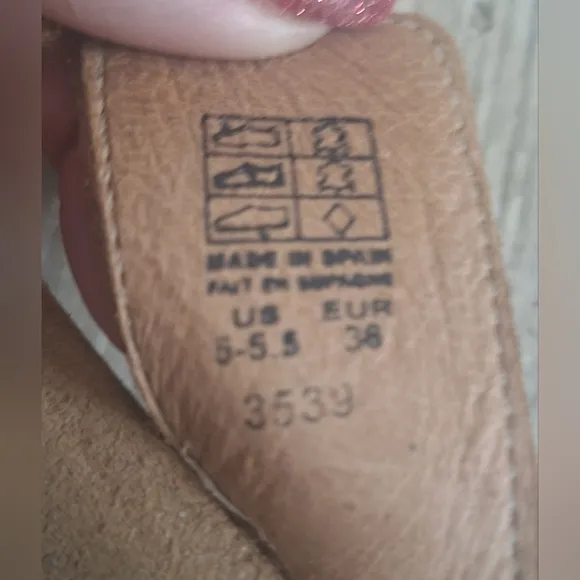 MADE IN SPAIN
FAIT EN ESPAGNE
US EUR
5-5.5 36
3539